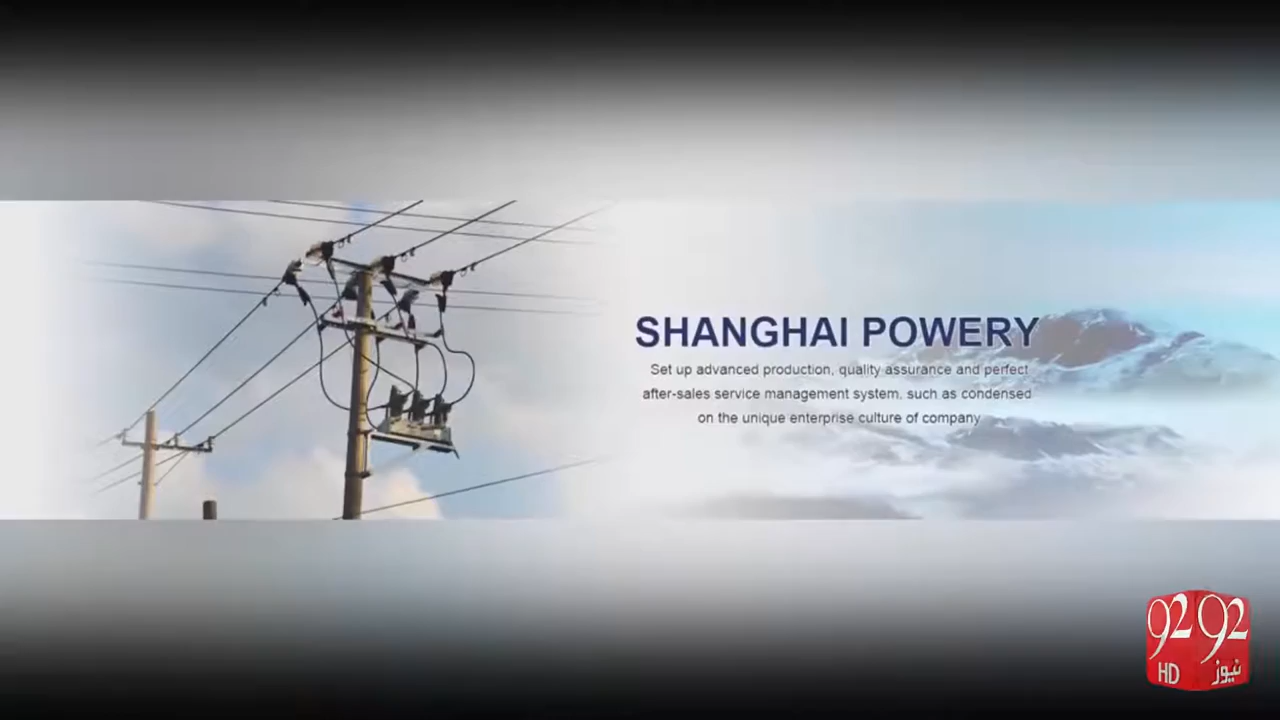 SHANGHAI POWERY
Set up advanced production, quality assurance and perfect
after-sales service management system, such as condensed
on the unique enterprise culture of company
92 92
HD نیوز